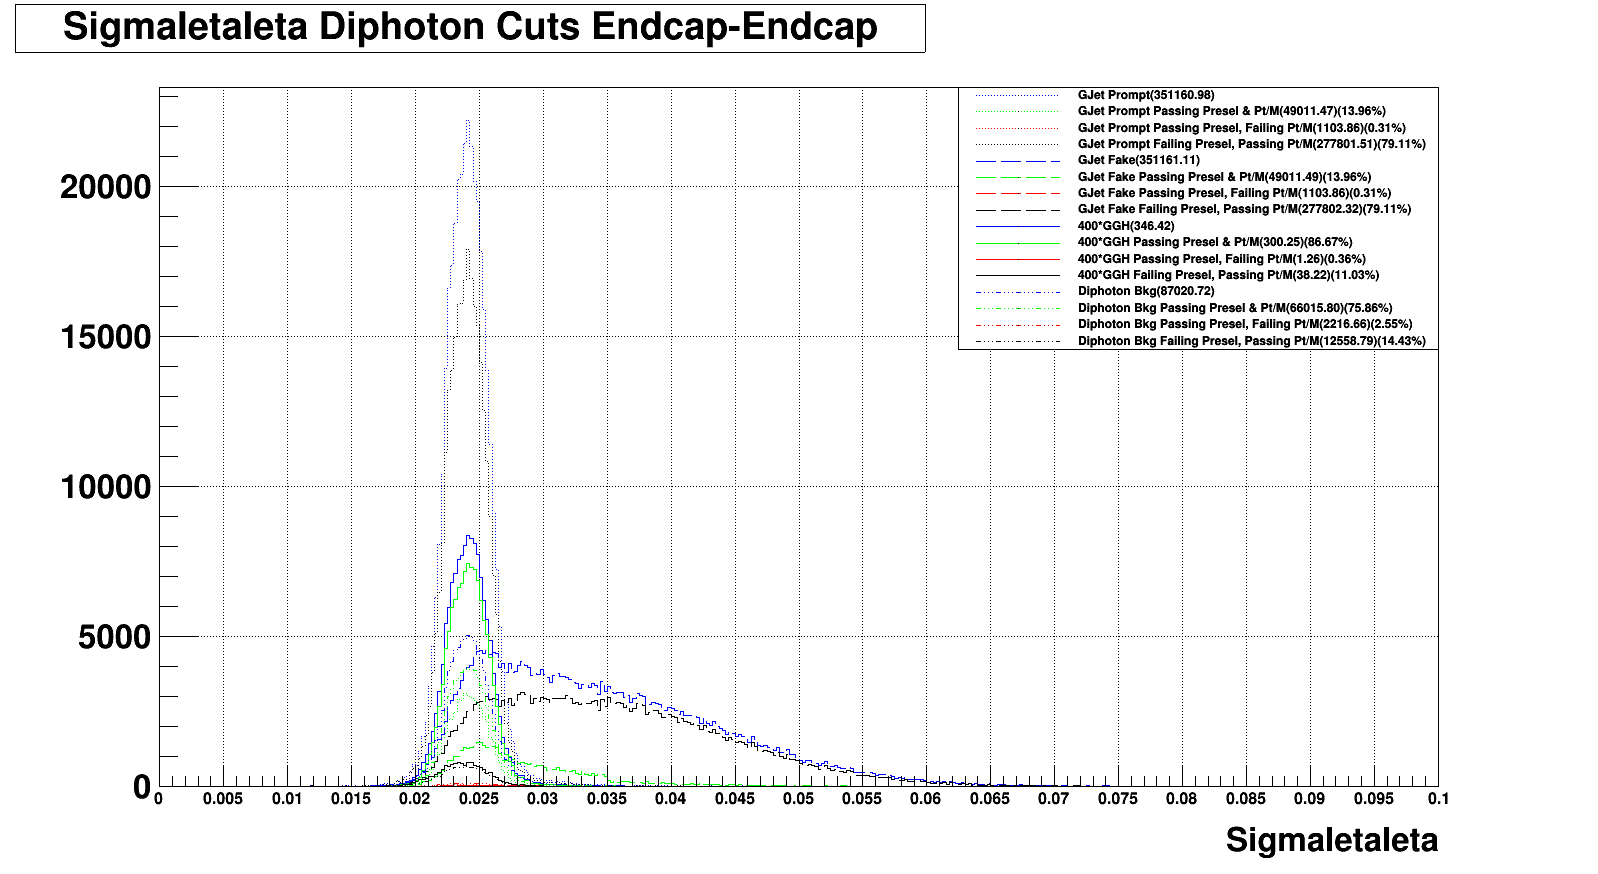 Sigmaletaleta Diphoton Cuts Endcap-Endcap
GJet Prompt(351160.98)
GJet Prompt Passing Presel & Pt/M(49011.47)(13.96%)
GJet Prompt Passing Presel, Failing Pt/M(1103.86)(0.31%)
GJet Prompt Failing Presel, Passing Pt/M(277801.51)(79.11%)
GJet Fake(351161.11)
GJet Fake Passing Presel & Pt/M(49011.49)(13.96%)
GJet Fake Passing Presel, Failing Pt/M(1103.86)(0.31%)
GJet Fake Failing Presel, Passing Pt/M(277802.32)(79.11%)
400*GGH(346.42)
400*GGH Passing Presel & Pt/M(300.25)(86.67%)
400*GGH Passing Presel, Failing Pt/M(1.26)(0.36%)
400*GGH Failing Presel, Passing Pt/M(38.22)(11.03%)
Diphoton Bkg(87020.72)
Diphoton Bkg Passing Presel & Pt/M(66015.80)(75.86%)
Diphoton Bkg Passing Presel, Failing Pt/M(2216.66)(2.55%)
Diphoton Bkg Failing Presel, Passing Pt/M(12558.79)(14.43%)
20000
15000
10000
5000
0
0 0.005 0.01 0.015 0.02 0.025 0.03 0.035 0.04 0.045 0.05 0.055 0.06 0.065 0.07 0.075 0.08 0.085 0.09 0.095 0.1
Sigmaletaleta